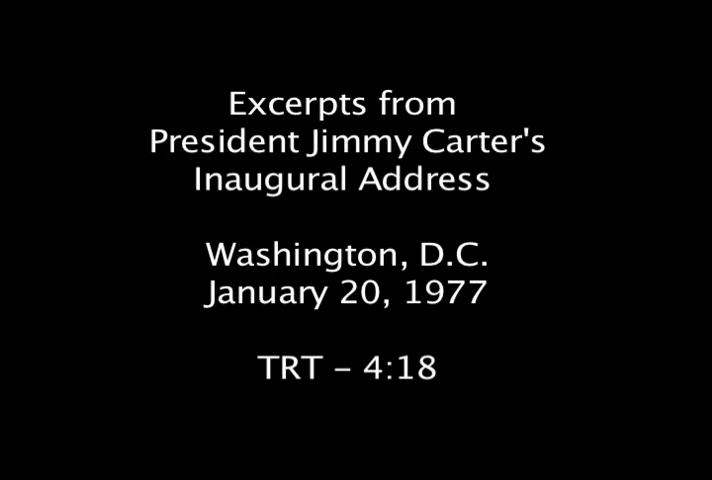 Excerpts from
President Jimmy Carter's
Inaugural Address
Washington, D.C.
January 20, 1977
TRT – 4:18